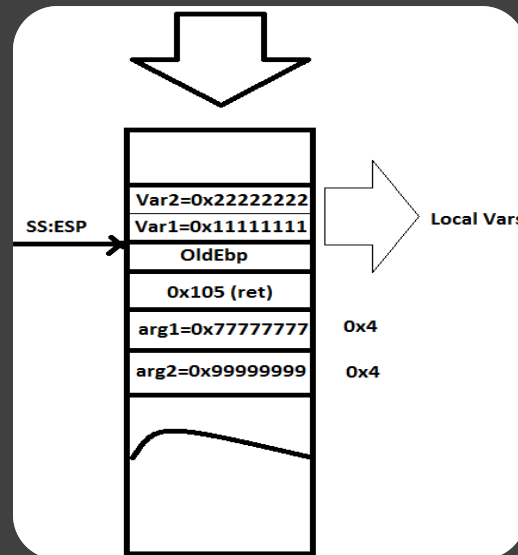 Var2=0x22222222
Var1=0x11111111
SS:ESP
Local Vars
OldEbp
0x105 (ret)
arg1=0x77777777
0x4
arg2=0x99999999
0x4